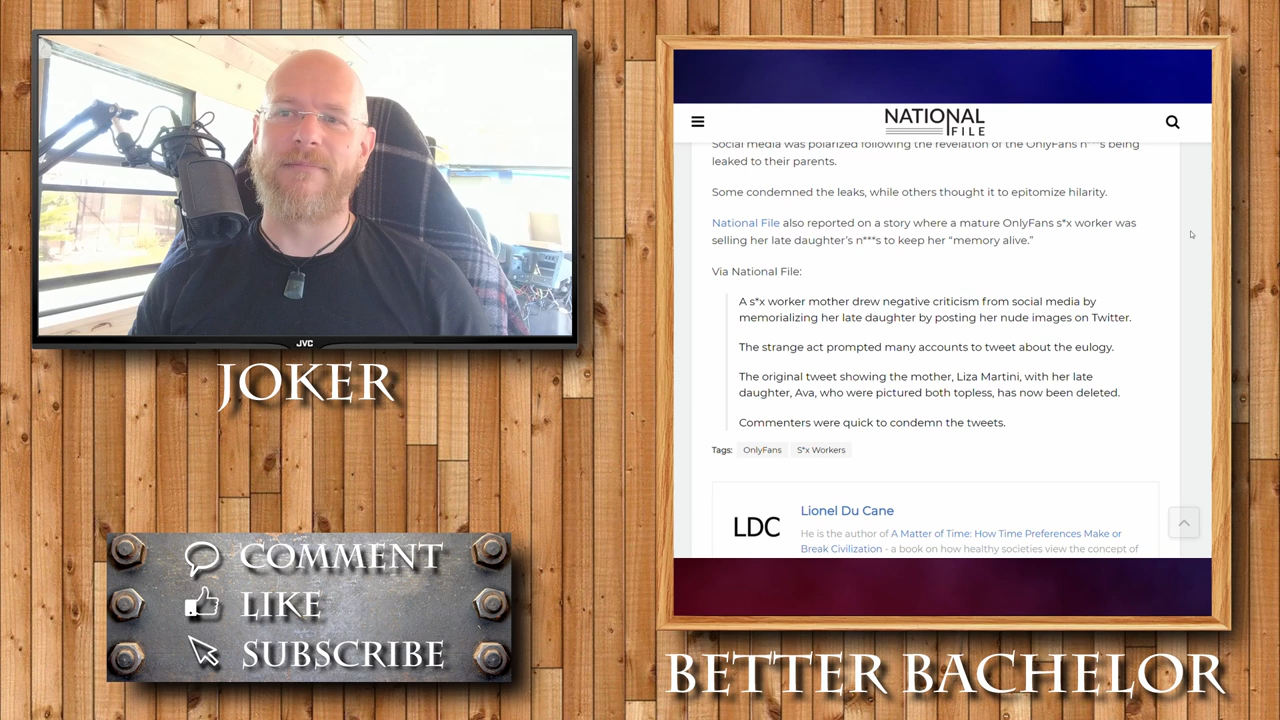 JVC
JOKER
COMMENT
LIKE
SUBSCRIBE
NATIONAL
FILE
Social media was polarized following the revelation of the OnlyFans n***s being
leaked to their parents.
Some condemned the leaks, while others thought it to epitomize hilarity.
National File also reported on a story where a mature OnlyFans s*x worker was
selling her late daughter's n***s to keep her “memory alive.”
Via National File:
A s*x worker mother drew negative criticism from social media by
memorializing her late daughter by posting her nude images on Twitter.
The strange act prompted many accounts to tweet about the eulogy.
The original tweet showing the mother, Liza Martini, with her late
daughter, Ava, who were pictured both topless, has now been deleted.
Commenters were quick to condemn the tweets.
Tags: OnlyFans S*x Workers
LDC
Lionel Du Cane
He is the author of A Matter of Time: How Time Preferences Make or
Break Civilization - a book on how healthy societies view the concept of
BETTER BACHELOR